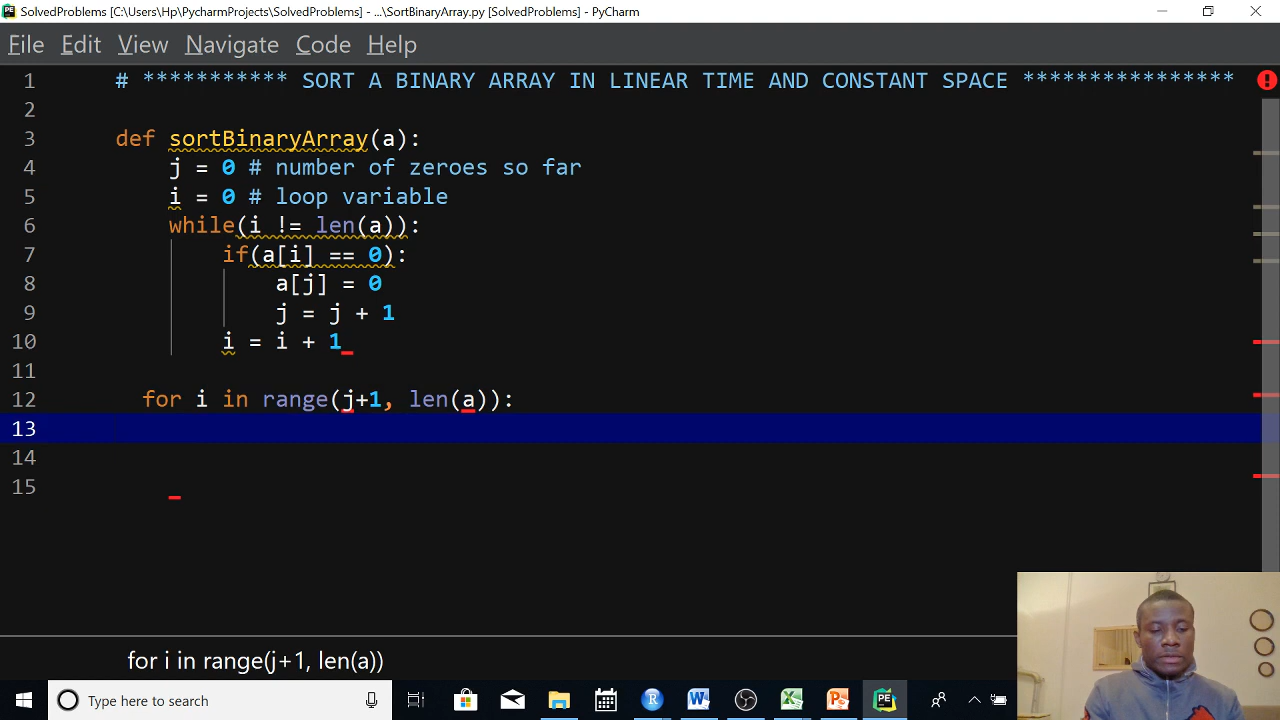 SolvedProblems [C:\Users\Hp\PycharmProjects\SolvedProblems] - ...\SortBinaryArray.py [SolvedProblems] - PyCharm
File Edit View Navigate Code Help
1 # *********** SORT A BINARY ARRAY IN LINEAR TIME AND CONSTANT SPACE ****************
2
3 def sortBinaryArray(a):
4 j = 0 # number of zeroes so far
5 i = 0 # loop variable
6 while(i != len(a)):
7 if(a[i] == 0):
8 a[j] = 0
9 j = j + 1
10 i = i + 1
11
12 for i in range(j+1, len(a)):
13
14
15
for i in range(j+1, len(a))
Type here to search